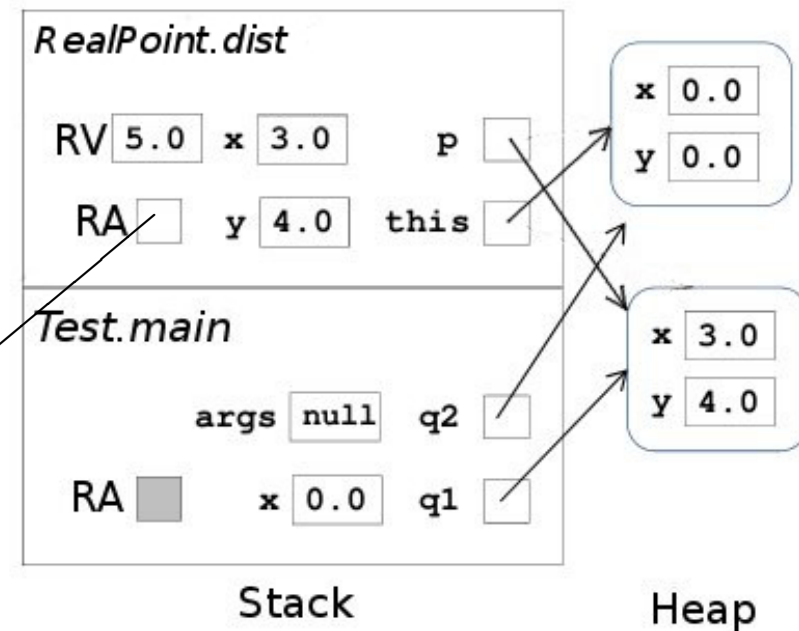 RealPoint.dist
RV 5.0 x 3.0 p
RA y 4.0 this
x 0.0
y 0.0
Test.main
args null q2
RA x 0.0 q1
x 3.0
y 4.0
Stack
Heap